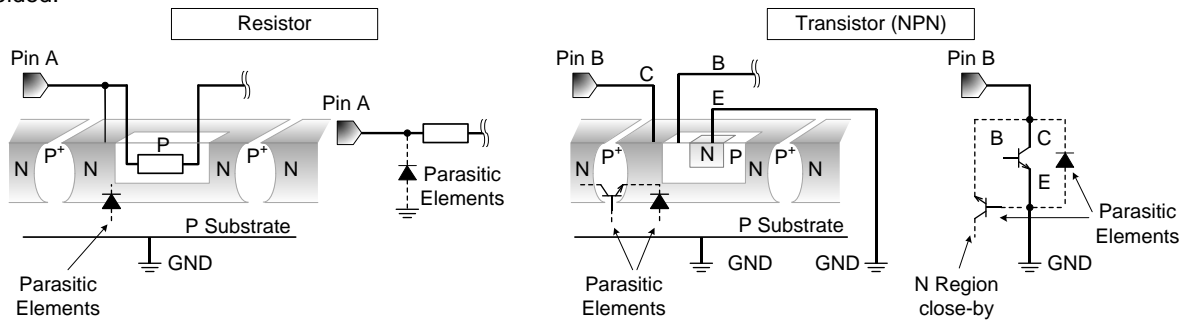 Resistor
Transistor (NPN)
Pin A
Pin A
N
P+
N
P
N
P+
N
Parasitic
Elements
P Substrate
GND
Parasitic
Elements
Pin B
C
B
E
N
P+
N
N
P
N
P+
N
P Substrate
GND
GND
Parasitic
Elements
Pin B
B
C
E
Parasitic
Elements
GND
N Region
close-by